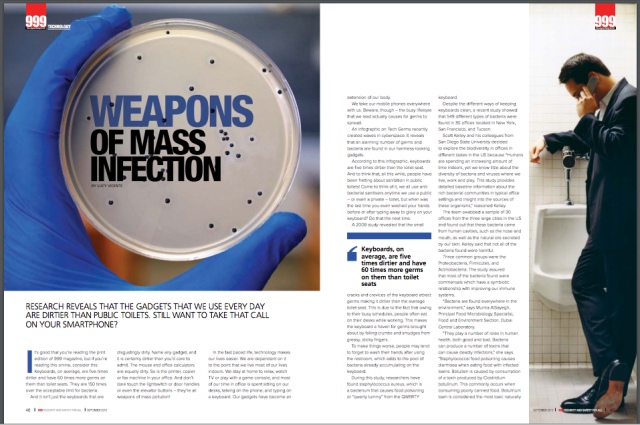 999
TECHNOLOGY
WEAPONS
OF MASS
INFECTION
BY LUCY VICENTE
RESEARCH REVEALS THAT THE GADGETS THAT WE USE EVERY DAY
ARE DIRTIER THAN PUBLIC TOILETS. STILL WANT TO TAKE THAT CALL
ON YOUR SMARTPHONE?
It's good that you're reading the print
edition of 999 magazine, but if you're
reading this online, consider this:
Keyboards, on average, are five times
dirtier and have 60 times more germs on
them than toilet seats. They are 150 times
over the acceptable limit for bacteria.
And it isn't just the keyboards that are
disgustingly dirty. Name any gadget, and
it is certainly dirtier than you'd care to
admit. The mouse and office calculators
are equally dirty. So is the printer, copier
or fax machine in your office. And don't
dare touch the lightswitch or door handles
or even the elevator buttons – they're all
weapons of mass pollution!
In the fast paced life, technology makes
our lives easier. We are dependent on it
to the point that we live most of our lives
indoors. We stay at home to relax, watch
TV or play with a game console, and most
of our time in office is spent sitting on our
desks, talking on the phone, and typing on
a keyboard. Our gadgets have become an
extension of our body.
We take our mobile phones everywhere
with us. Beware, though – the busy lifestyle
that we lead actually causes for germs to
spread.
An infographic on Tech Germs recently
created waves in cyberspace. It reveals
that an alarming number of germs and
bacteria are found in our harmless-looking
gadgets.
According to this infographic, keyboards
are five times dirtier than the toilet seat.
And to think that, all this while, people have
been fretting about sanitation in public
toilets! Come to think of it, we all use anti
bacterial sanitisers anytime we use a public
– or even a private – toilet, but when was
the last time you even washed your hands
before or after typing away to glory on your
keyboard? Do that the next time.
A 2009 study revealed that the small
Keyboards, on
average, are five
times dirtier and have
60 times more germs
on them than toilet
seats
cracks and crevices of the keyboard attract
germs making it dirtier than the average
toilet seat. This is due to the fact that owing
to their busy schedules, people often eat
on their desks while working. This makes
the keyboard a haven for germs brought
about by falling crumbs and smudges from
greasy, sticky fingers.
To make things worse, people may tend
to forget to wash their hands after using
the restroom, which adds to the pool of
bacteria already accumulating on the
keyboard.
During this study, researchers have
found staphylococcus aureus, which is
a bacterium that causes food poisoning
or "qwerty tummy" from the QWERTY
keyboard.
Despite the different ways of keeping
keyboards clean, a recent study showed
that 549 different types of bacteria were
found in 90 offices located in New York,
San Francisco, and Tucson.
Scott Kelley and his colleagues from
San Diego State University decided
to explore the biodiversity in offices in
different states in the US because "Humans
are spending an increasing amount of
time indoors, yet we know little about the
diversity of bacteria and viruses where we
live, work and play. This study provides
detailed baseline information about the
rich bacterial communities in typical office
settings and insight into the sources of
these organisms," reasoned Kelley.
The team swabbed a sample of 90
offices from the three large cities in the US
and found out that these bacteria came
from human cavities, such as the nose and
mouth, as well as the natural oils secreted
by our skin. Kelley said that not all of the
bacteria found were harmful.
Three common groups were the
Proteobacteria, Firmicutes, and
Actinobacteria. The study assured
that most of the bacteria found were
commensals which have a symbiotic
relationship with improving our immune
systems.
"Bacteria are found everywhere in the
environment," says
Principal Food Microbiology Specialist,
Food and Environment Section, Dubai
Central Laboratory.
"They play a number of roles in human
health, both good and bad. Bacteria
can produce a number of toxins that
can cause deadly infections," she says.
"Staphylococcal food poisoning causes
diarrhoea when eating food with infected
toxins. Botulism is caused by consumption
of a toxin produced by Clostridium
botulinum. This commonly occurs when
consuming poorly canned food. Botulinum
toxin is considered the most toxic, naturally
999